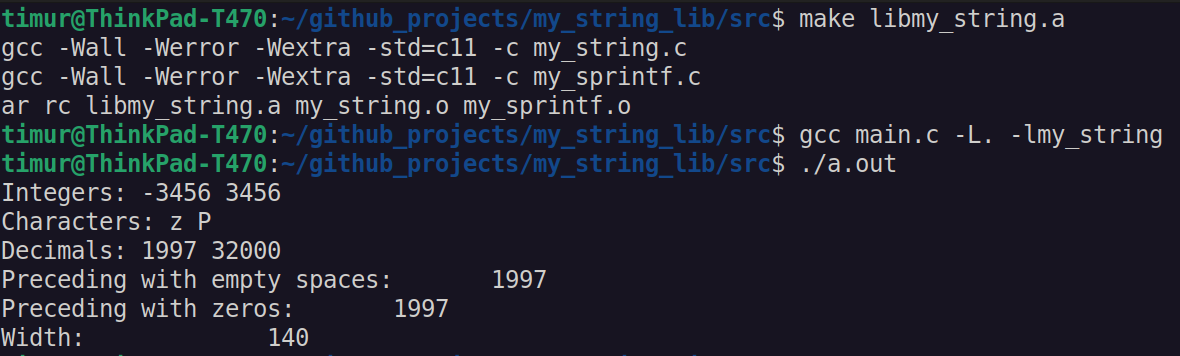 timur@ThinkPad-T470:~/github_projects/my_string_lib/src$ make libmy_string.a
gcc -Wall -Werror -Wextra -std=c11 -c my_string.c
gcc -Wall -Werror -Wextra -std=c11 -c my_sprintf.c
ar rc libmy_string.a my_string.o my_sprintf.o
timur@ThinkPad-T470:~/github_projects/my_string_lib/src$ gcc main.c -L. -lmy_string
timur@ThinkPad-T470:~/github_projects/my_string_lib/src$ ./a.out
Integers: -3456 3456
Characters: z P
Decimals: 1997 32000
Preceding with empty spaces:       1997
Preceding with zeros:       1997
Width:             140